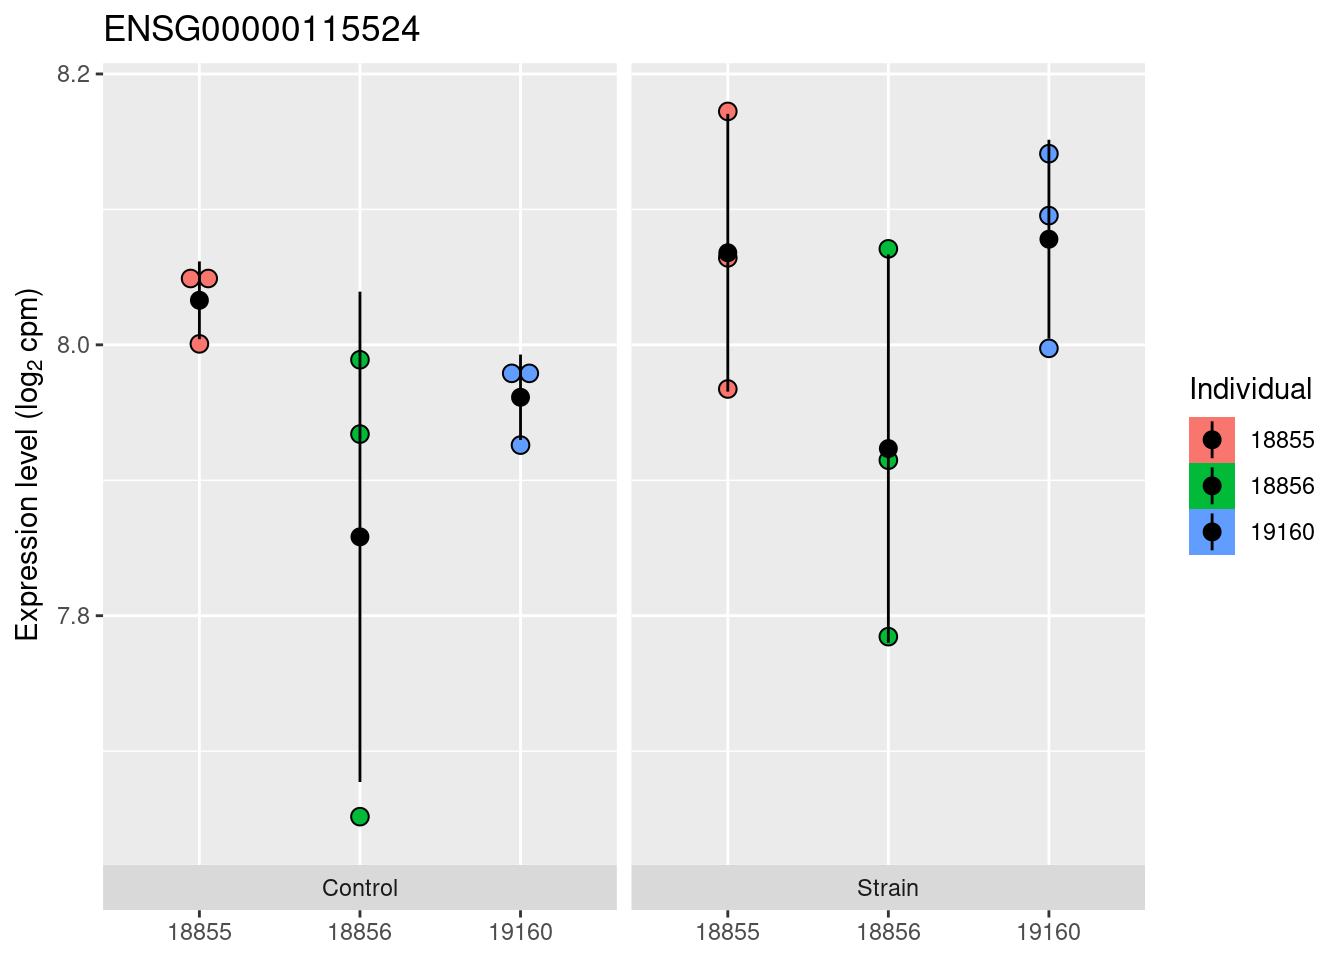 ENSG00000115524
Expression level (log₂ cpm)
8.2
8.0
7.8
Control
Strain
18855
18856
19160
18855
18856
19160
Individual
18855
18856
19160